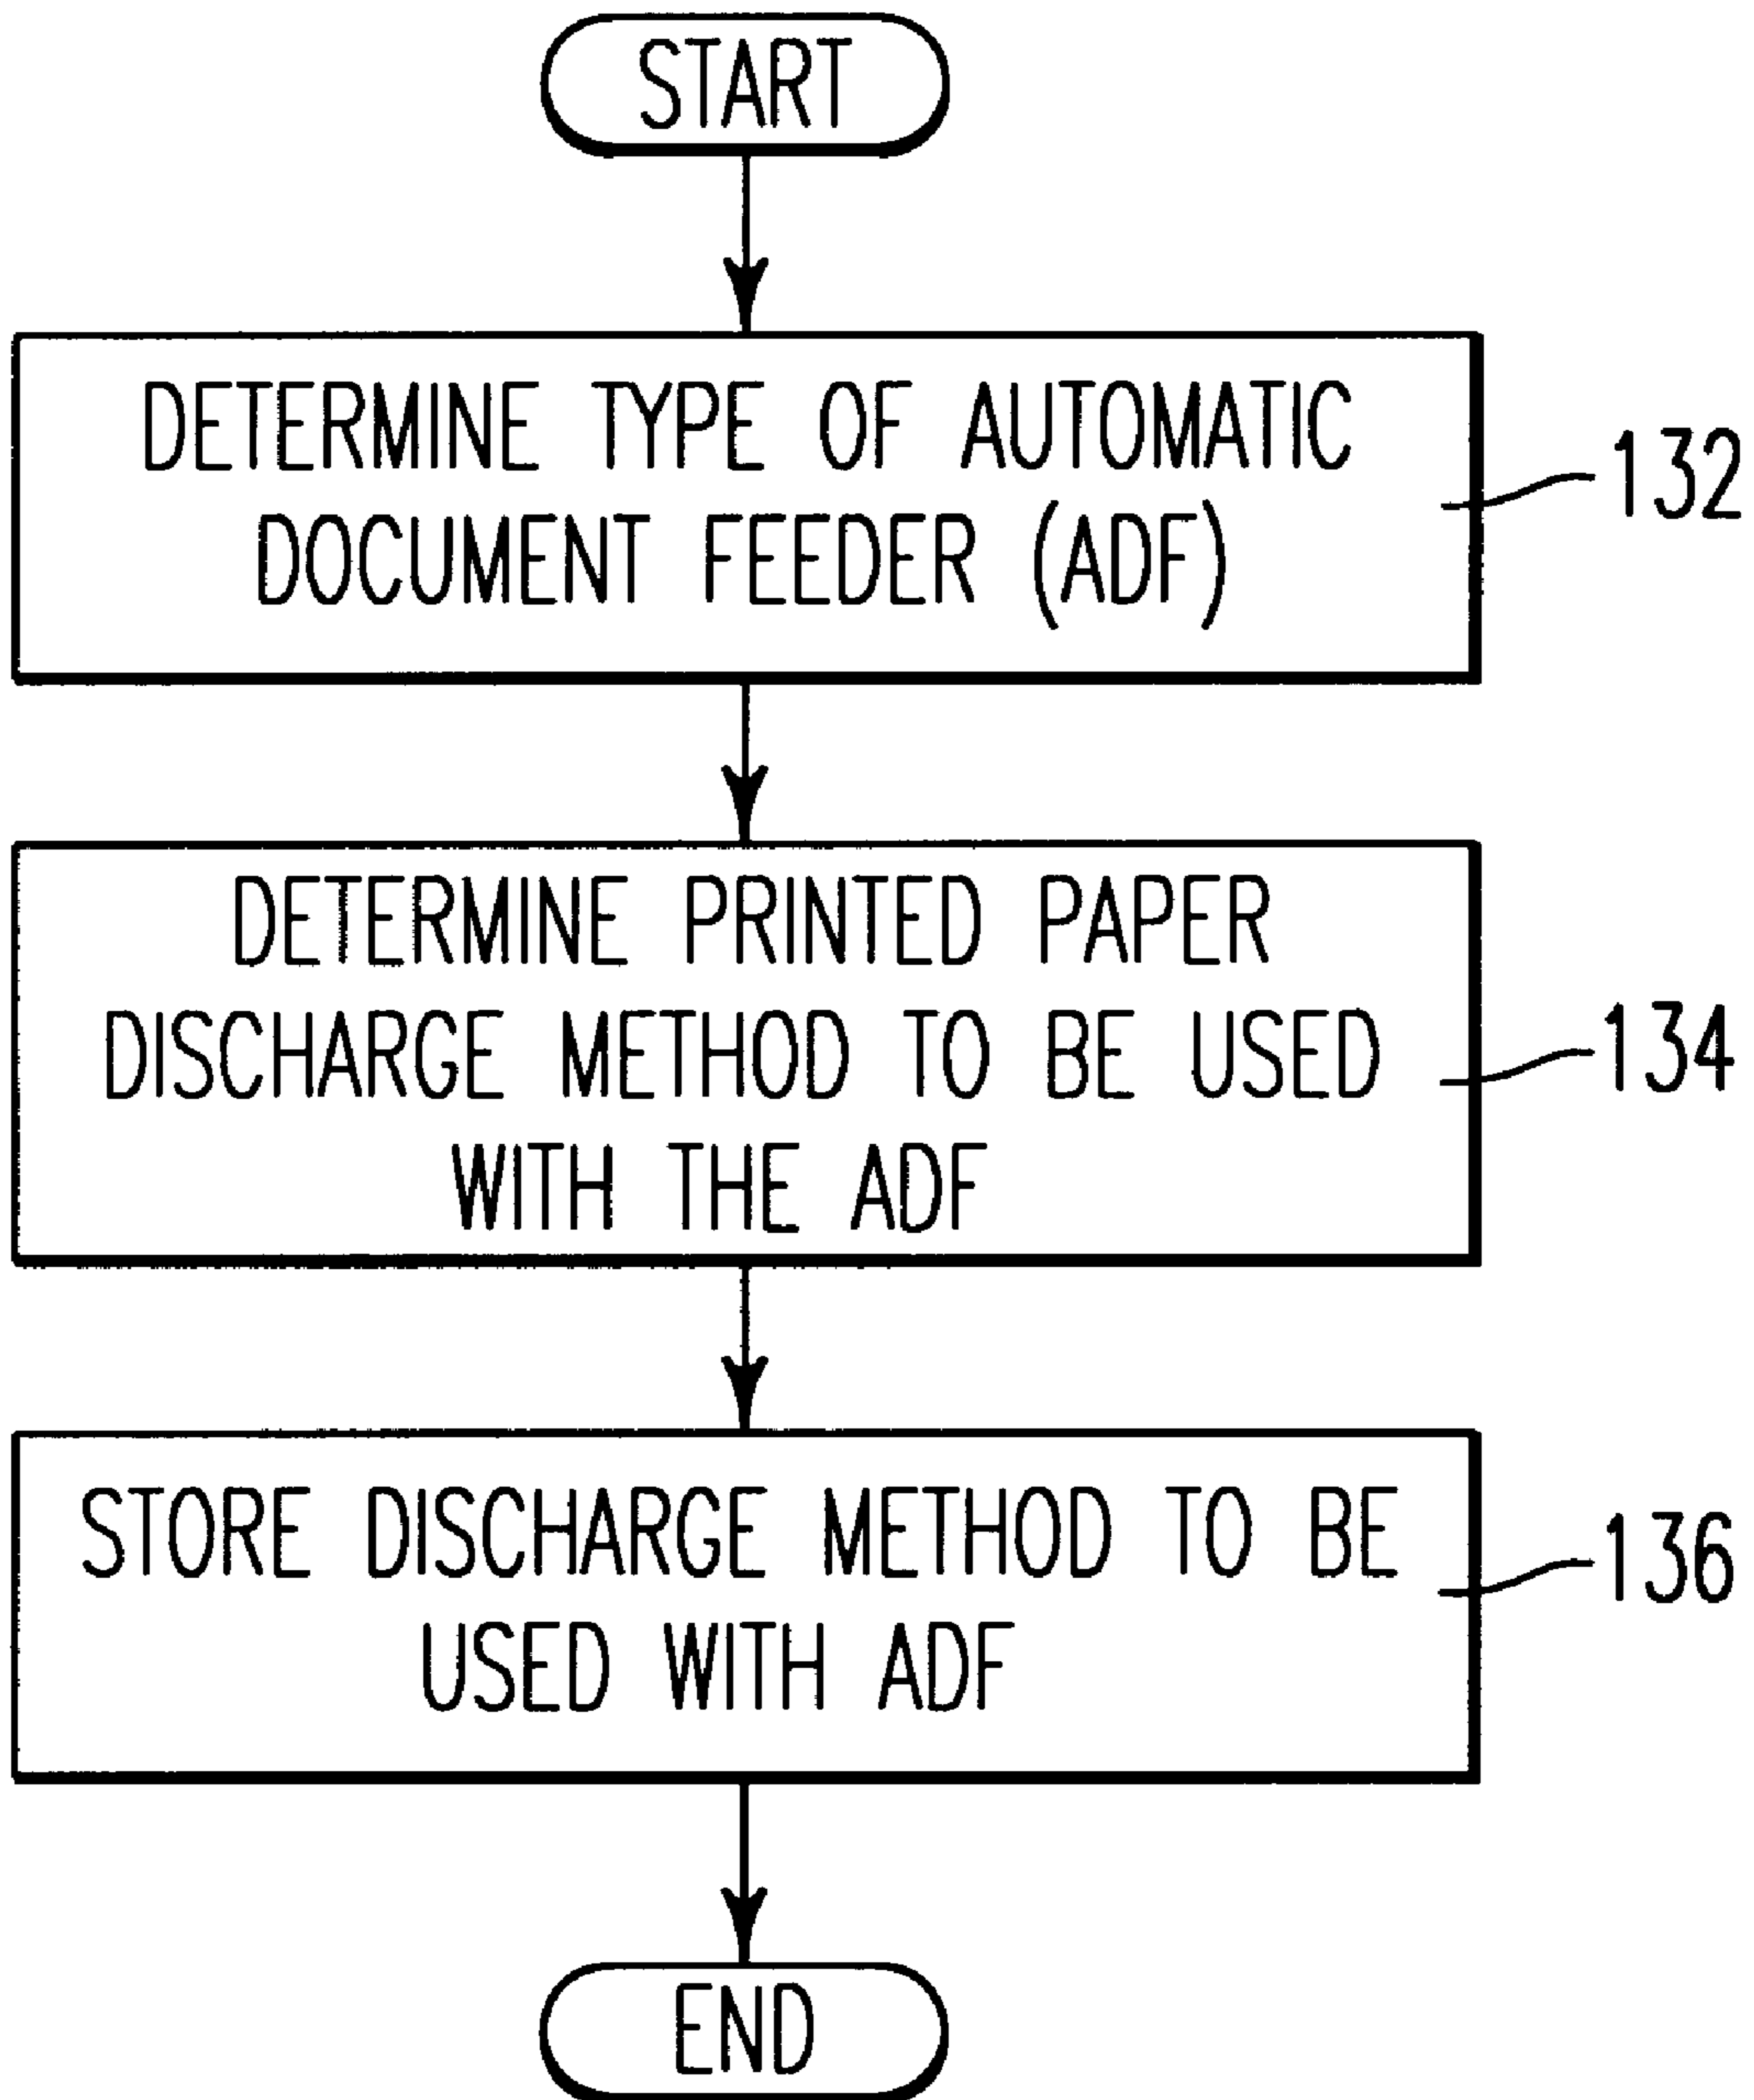 START
DETERMINE TYPE OF AUTOMATIC
DOCUMENT FEEDER (ADF)
132
DETERMINE PRINTED PAPER
DISCHARGE METHOD TO BE USED
WITH THE ADF
134
STORE DISCHARGE METHOD TO BE
USED WITH ADF
136
END